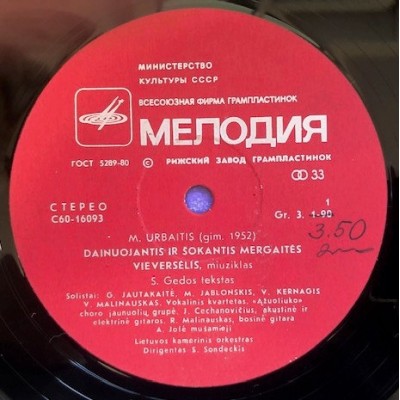 МИНИСТЕРСТВО
КУЛЬТУРЫ СССР
ВСЕСОЮЗНАЯ ФИРМА ГРАМПЛАСТИНОК
МЕЛОДИЯ
ГОСТ 5289-80 © РИЖСКИЙ ЗАВОД ГРАМПЛАСТИНОК
33
СТЕРЕО
С60-16093
1
Gr. 3. 1-90
3.50
M. URBAITIS (gim. 1952)
DAINUOJANTIS IR ŠOKANTIS MERGAITĖS
VIEVERSĖLIS, miuziklas
S. Gedos tekstas
Solistai: G. JAUTAKAITĖ, M. JABLONSKIS, V. KERNAGIS
V. MALINAUSKAS. Vokalinis kvartetas. «Ąžuoliuko»
choro jaunuolių grupė. J. Cechanovičius, akustinė ir
elektrinė gitaros. R. Malinauskas, bosinė gitara
A. Jolė mušamieji
Lietuvos kamerinis orkestras
Dirigentas S. Sondeckis